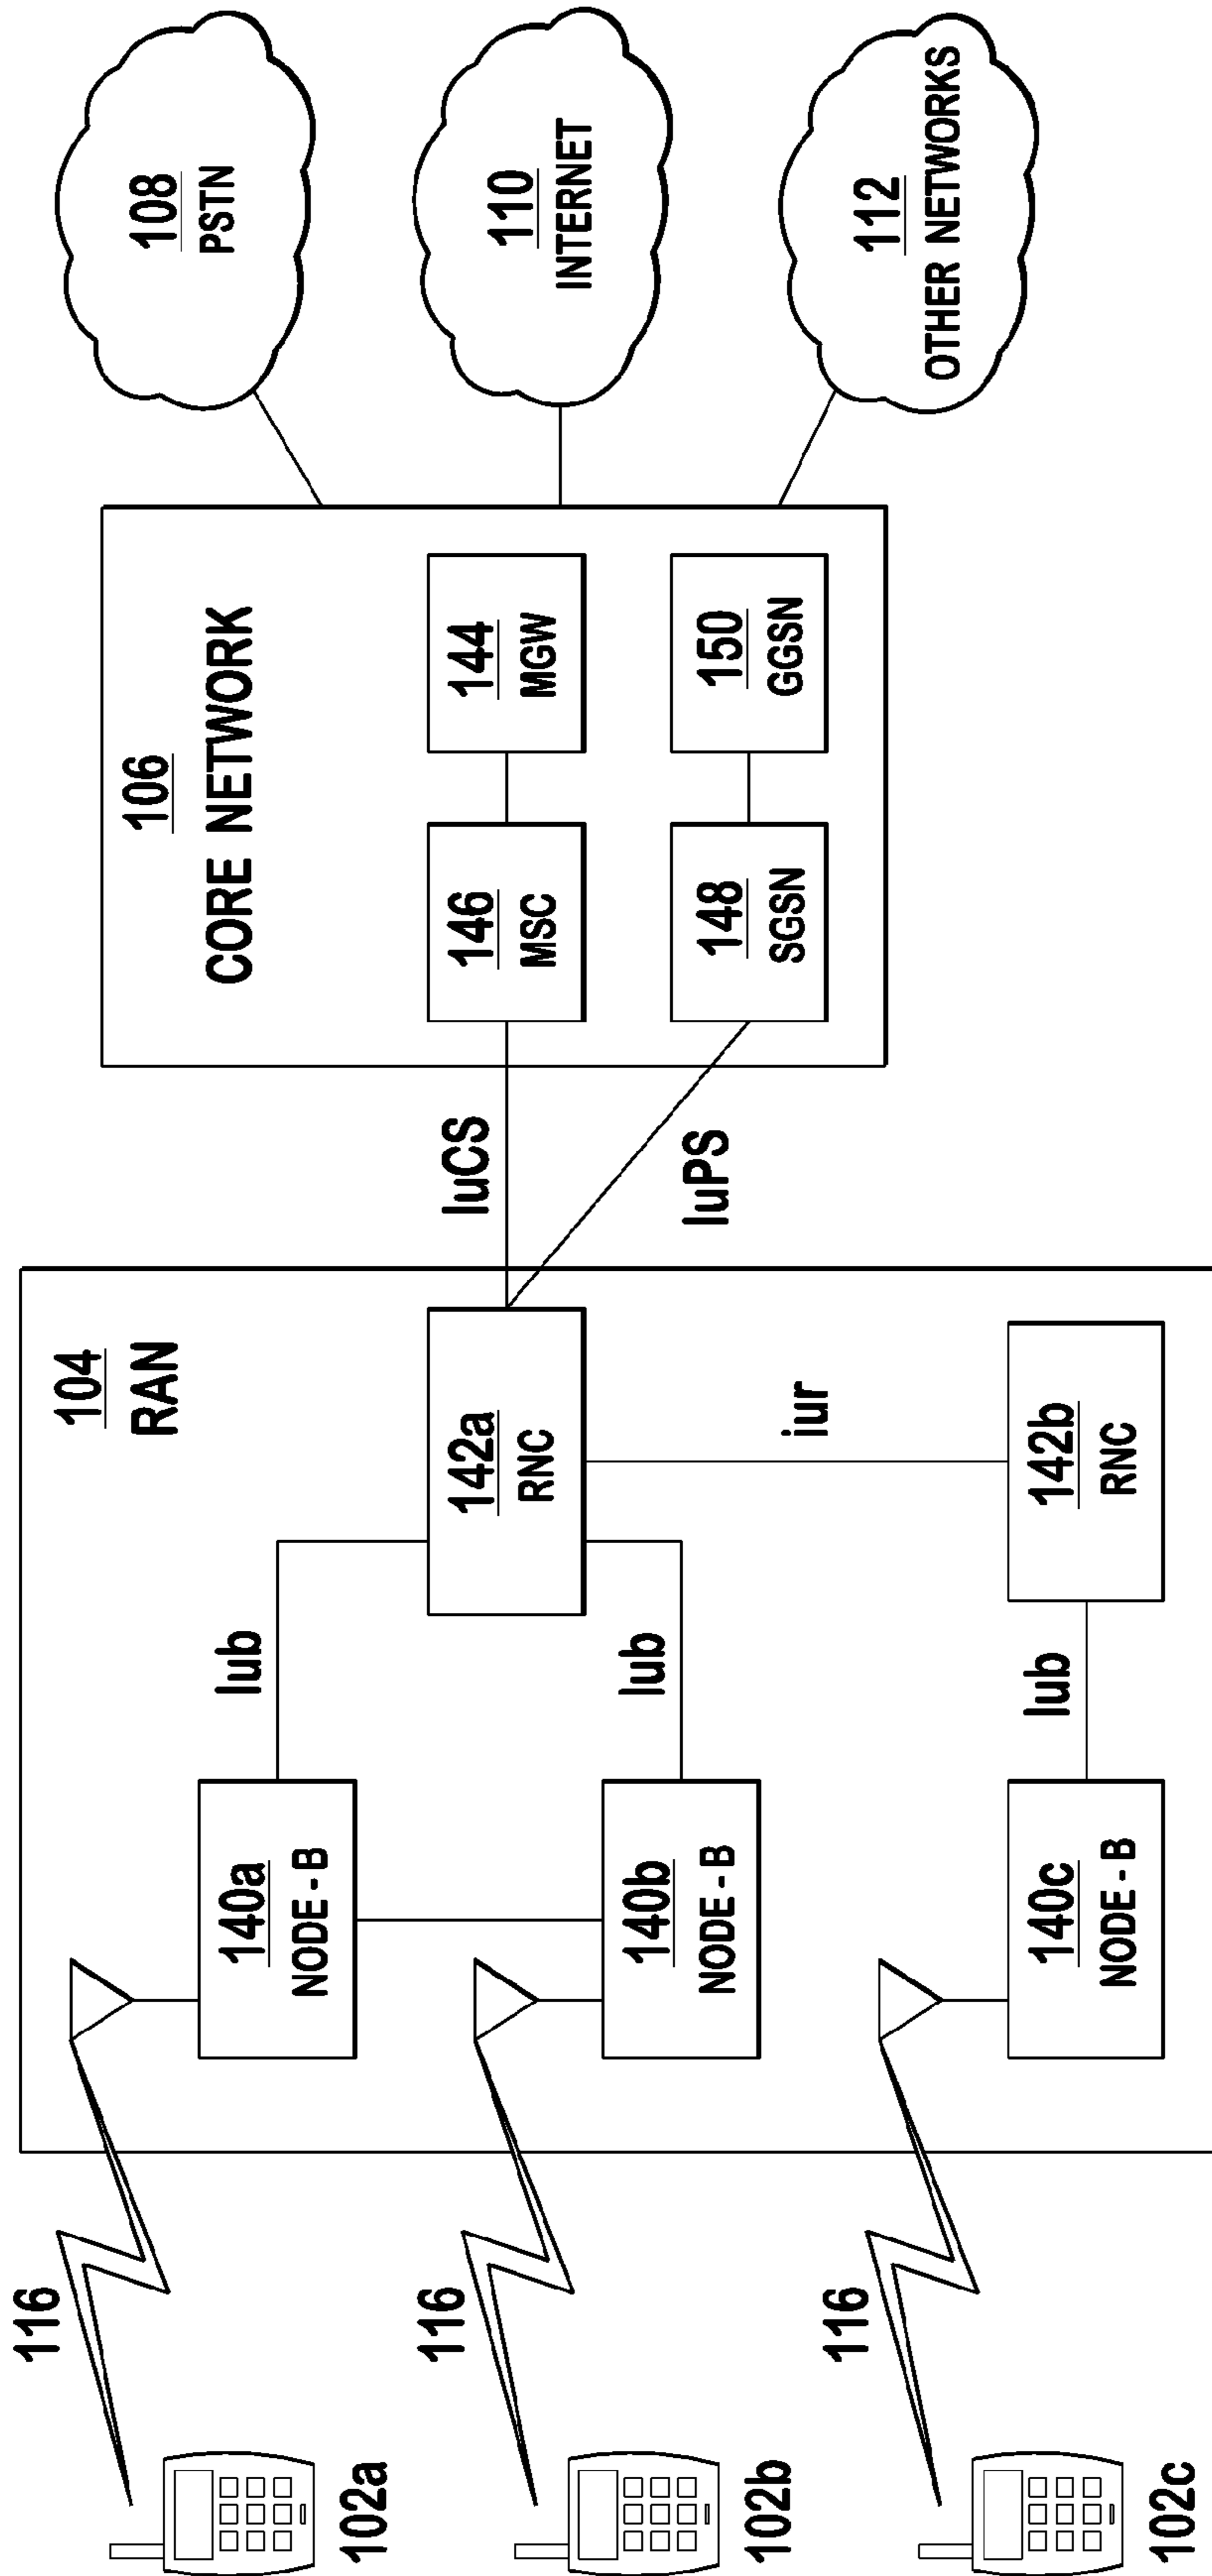 116
102a
116
102b
116
102c
104
RAN
140a
NODE - B
Iub
140b
NODE - B
Iub
142a
RNC
iur
140c
NODE - B
Iub
142b
RNC
IuCS
IuPS
106
CORE NETWORK
146
MSC
144
MGW
148
SGSN
150
GGSN
108
PSTN
110
INTERNET
112
OTHER NETWORKS